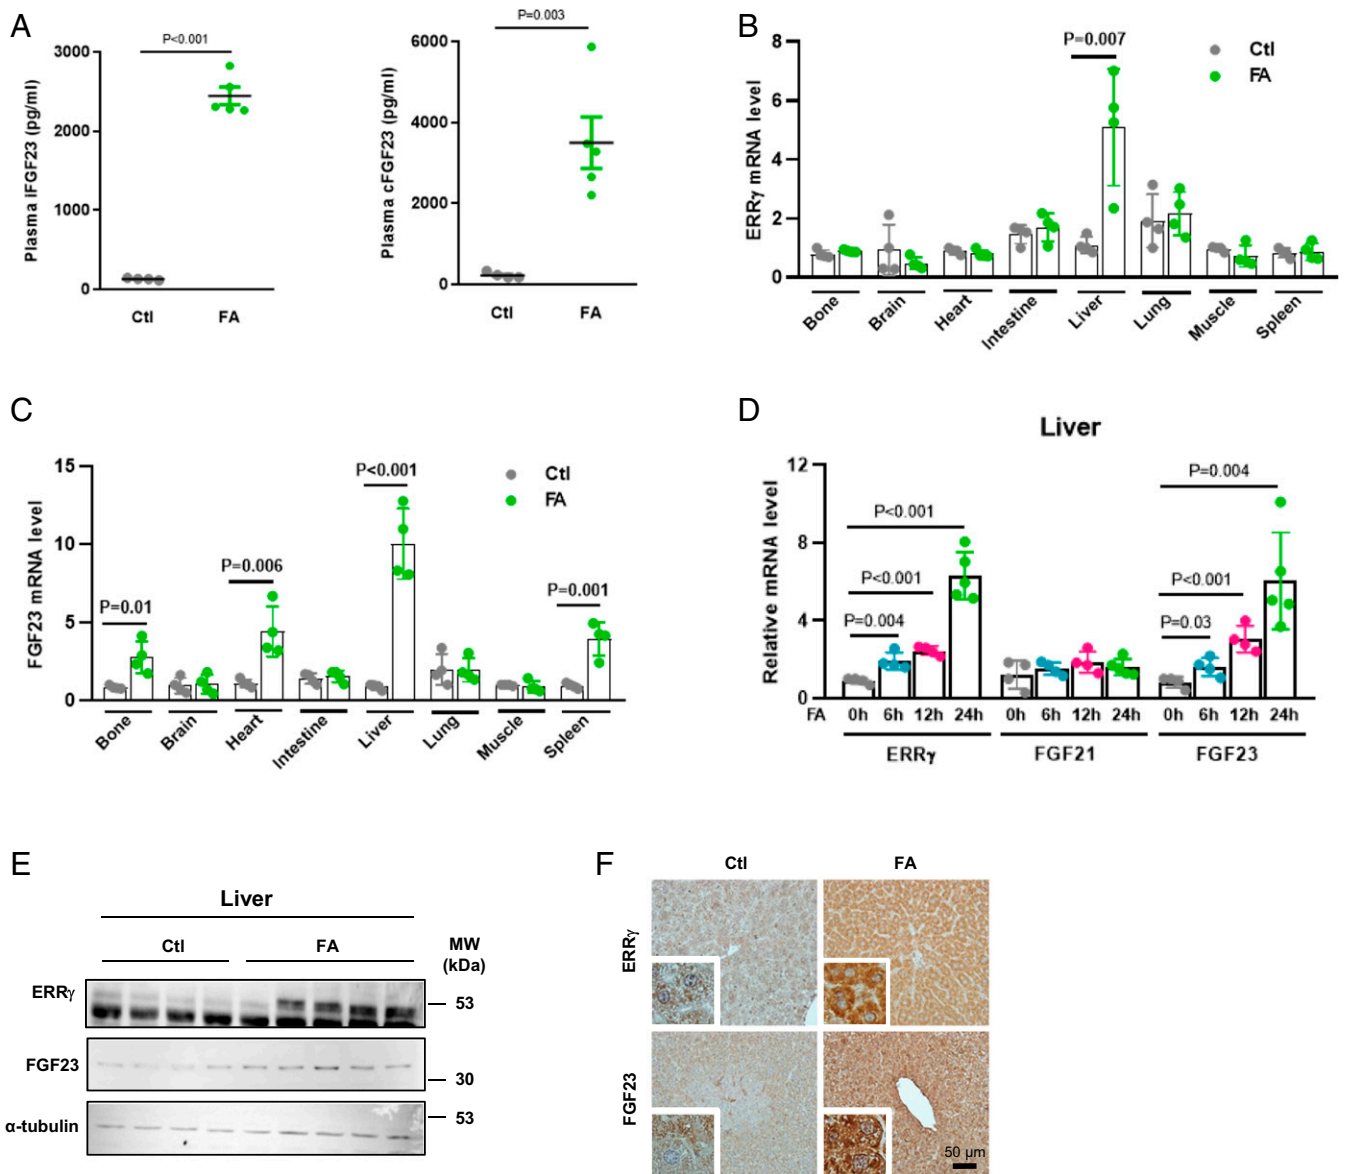 A
P<0.001
3000
2000
1000
0
Plasma iFGF23 (pg/ml)
Ctl FA
P=0.003
6000
4000
2000
0
Plasma cFGF23 (pg/ml)
Ctl FA
B
8
6
4
2
0
ERRγ mRNA level
P=0.007
Ctl
FA
Bone Brain Heart Intestine Liver Lung Muscle Spleen
C
15
10
5
0
FGF23 mRNA level
P=0.01
P=0.006
P<0.001
P=0.001
Ctl
FA
Bone Brain Heart Intestine Liver Lung Muscle Spleen
D
Liver
12
8
4
0
Relative mRNA level
P=0.004
P<0.001
P<0.001
P=0.03
P<0.001
P=0.004
FA 0h 6h 12h 24h 0h 6h 12h 24h 0h 6h 12h 24h
ERRγ FGF21 FGF23
E
Liver
Ctl FA MW
(kDa)
ERRγ 53
FGF23 30
α-tubulin 53
F
Ctl FA
ERRγ
FGF23
50 µm